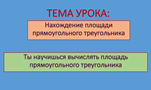 ТЕМА УРОКА:
Нахождение площади
прямоугольного треугольника
Ты научишься вычислять площадь
прямоугольного треугольника